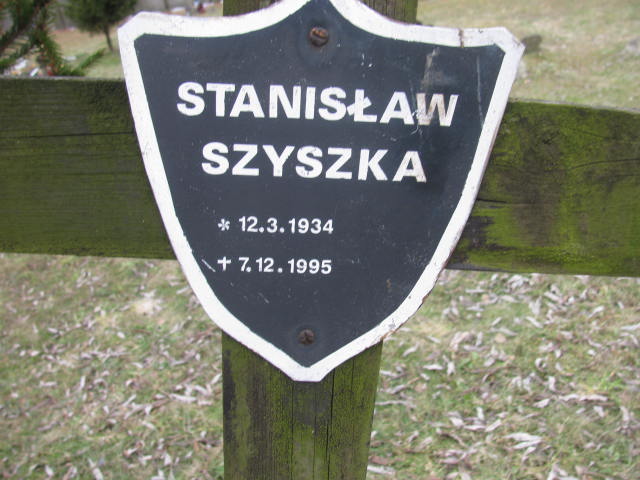 STANISŁAW
SZYSZKA
* 12.3.1934
✝ 7.12.1995